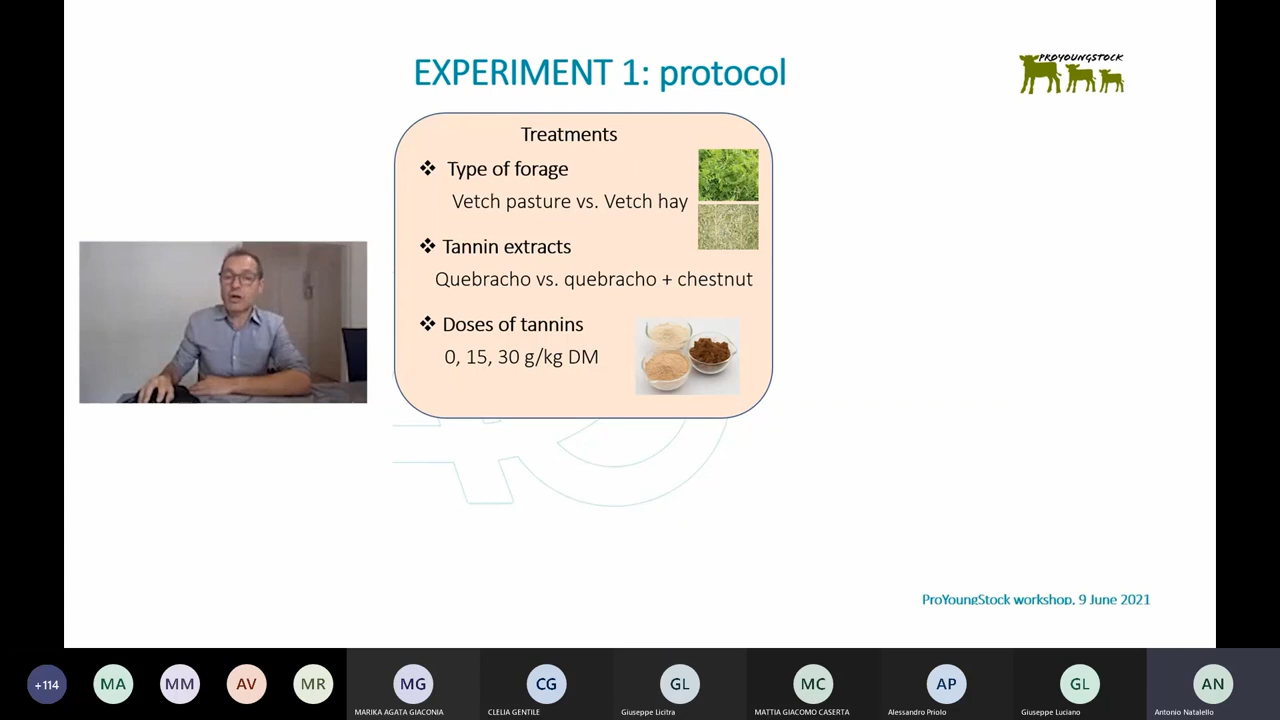 EXPERIMENT 1: protocol
PROYOUNGSTOCK
Treatments
❖ Type of forage
Vetch pasture vs. Vetch hay
❖ Tannin extracts
Quebracho vs. quebracho + chestnut
❖ Doses of tannins
0, 15, 30 g/kg DM
ProYoungStock workshop, 9 June 2021
+114
MA
MM
AV
MR
MG
CG
GL
MC
AP
GL
AN
MARIKA AGATA GIACONIA
CLELIA GENTILE
Giuseppe Licitra
MATTIA GIACOMO CASERTA
Alessandro Priolo
Giuseppe Luciano
Antonio Natalello